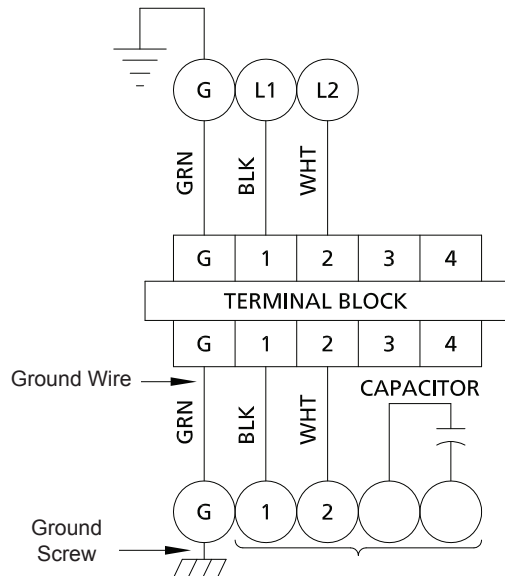 G L1 L2
GRN BLK WHT
G 1 2 3 4
TERMINAL BLOCK
G 1 2 3 4
Ground Wire
CAPACITOR
GRN BLK WHT
G 1 2
Ground
Screw